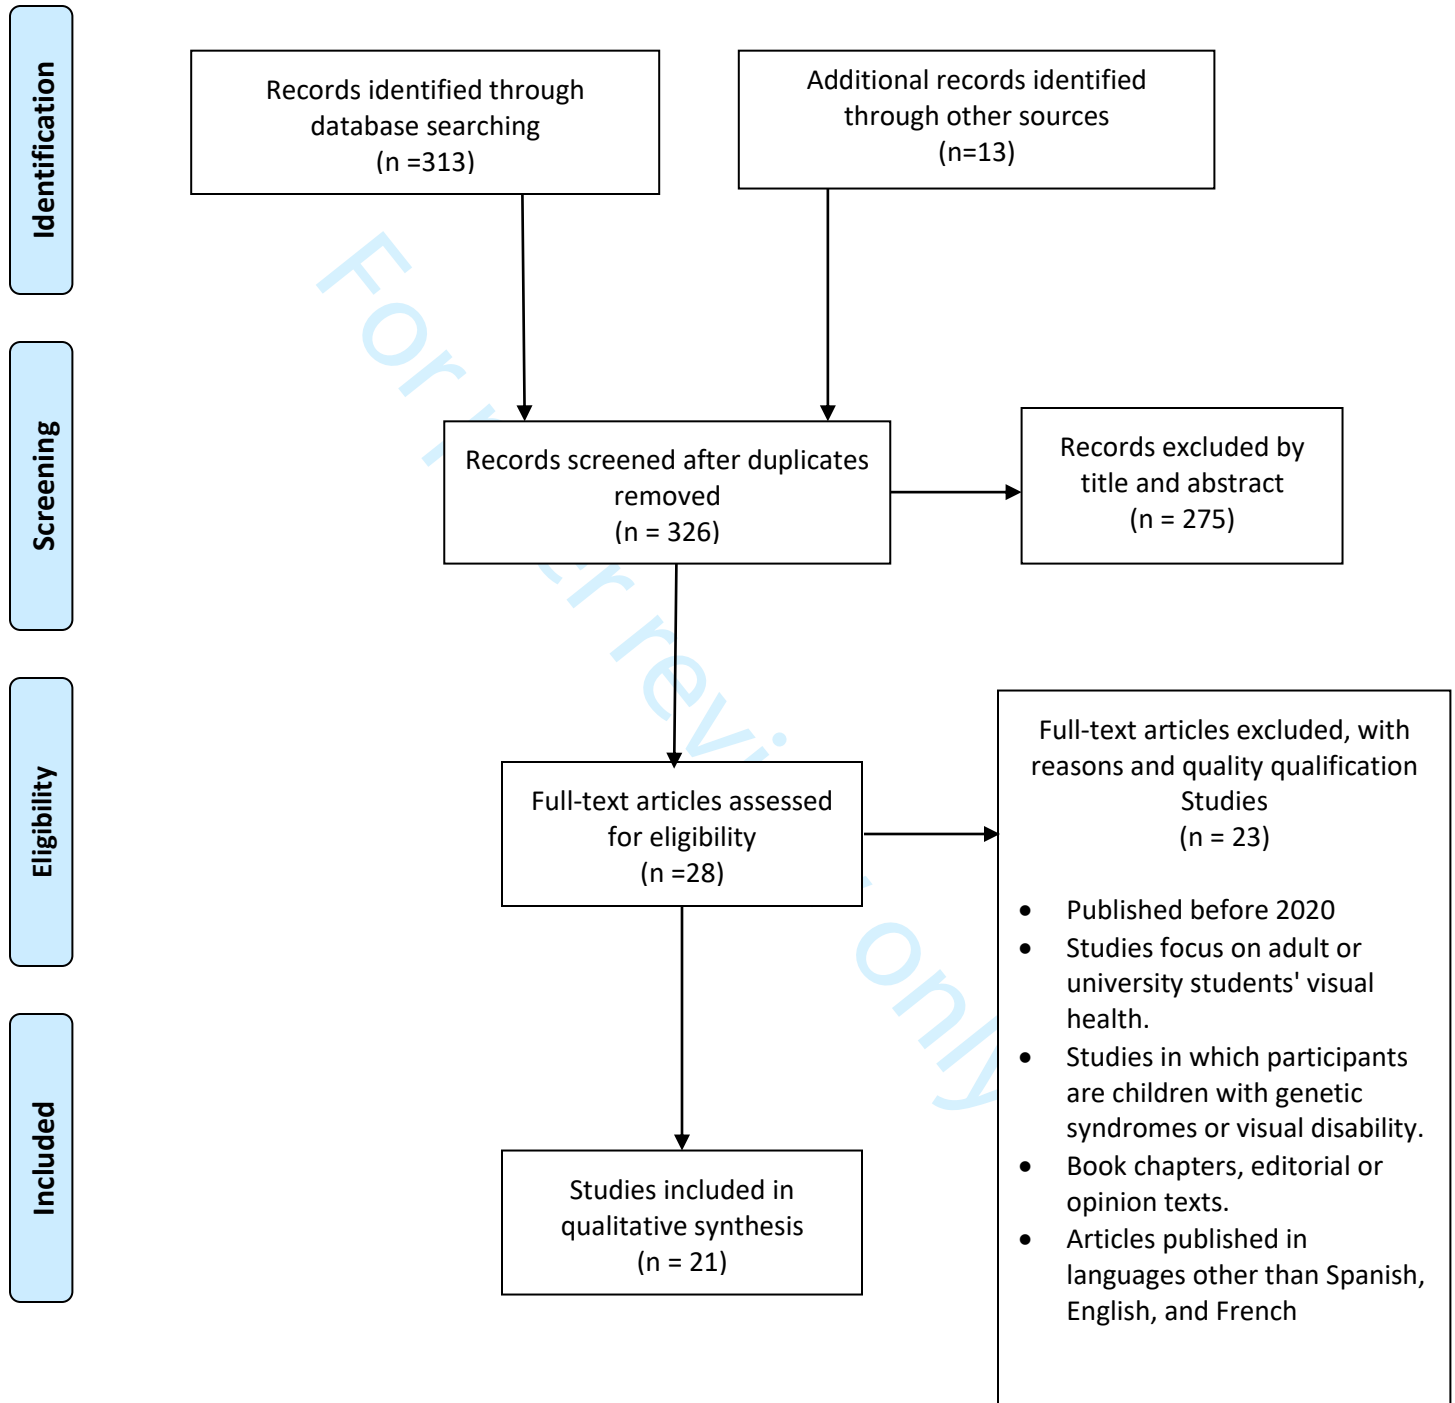 Identification
Records identified through
database searching
(n =313)
Additional records identified
through other sources
(n=13)
Screening
Records screened after duplicates
removed
(n = 326)
Records excluded by
title and abstract
(n = 275)
Eligibility
Full-text articles assessed
for eligibility
(n =28)
Full-text articles excluded, with
reasons and quality qualification
Studies
(n = 23)
• Published before 2020
• Studies focus on adult or
university students' visual
health.
• Studies in which participants
are children with genetic
syndromes or visual disability.
• Book chapters, editorial or
opinion texts.
• Articles published in
languages other than Spanish,
English, and French
Included
Studies included in
qualitative synthesis
(n = 21)
For review only